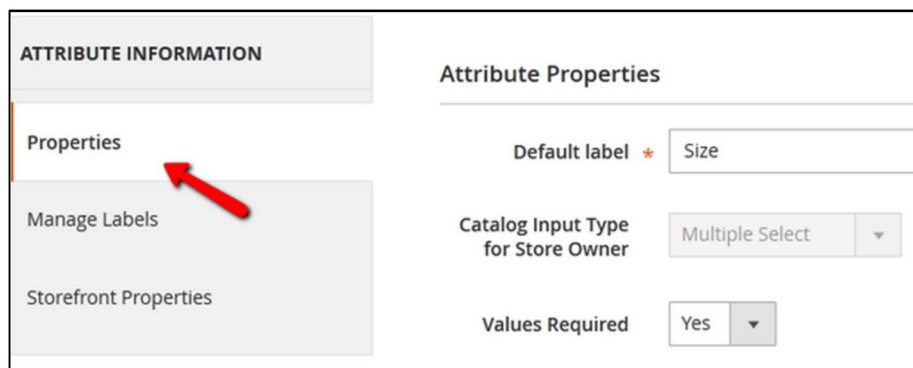 ATTRIBUTE INFORMATION
Properties
Manage Labels
Storefront Properties
Attribute Properties
Default label * Size
Catalog Input Type
for Store Owner
Multiple Select
Values Required Yes